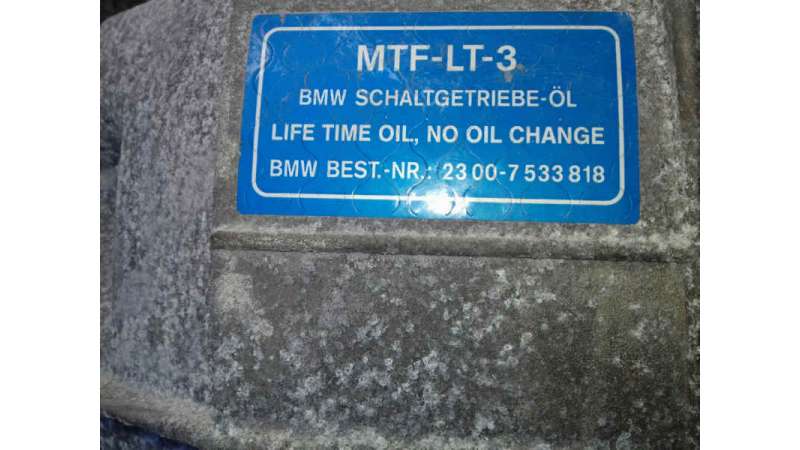 MTF-LT-3
BMW SCHALTGETRIEBE-ÖL
LIFE TIME OIL, NO OIL CHANGE
BMW BEST.-NR.: 23 00-7 533 818